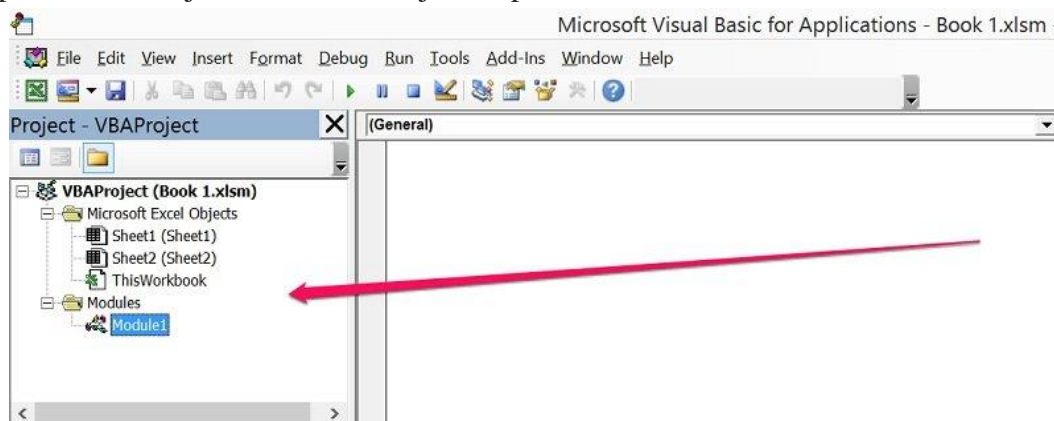 Microsoft Visual Basic for Applications - Book 1.xlsm
File Edit View Insert Format Debug Run Tools Add-Ins Window Help
Project - VBAProject
(General)
VBAProject (Book 1.xlsm)
Microsoft Excel Objects
Sheet1 (Sheet1)
Sheet2 (Sheet2)
ThisWorkbook
Modules
Module1